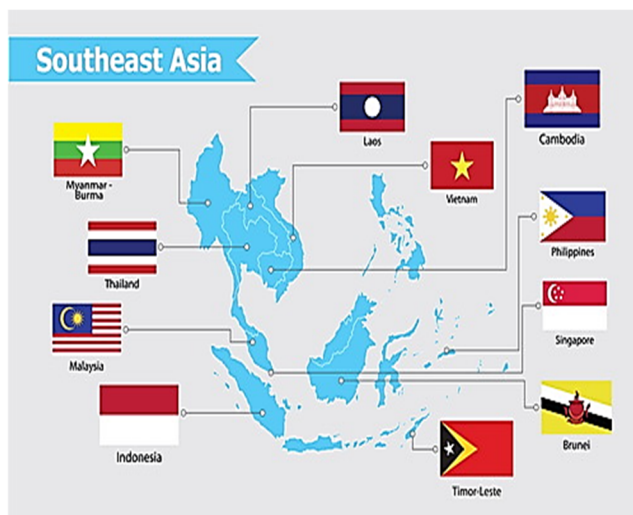 Southeast Asia
Laos
Cambodia
Myanmar -
Burma
Vietnam
Philippines
Thailand
Singapore
Malaysia
Brunei
Indonesia
Timor-Leste